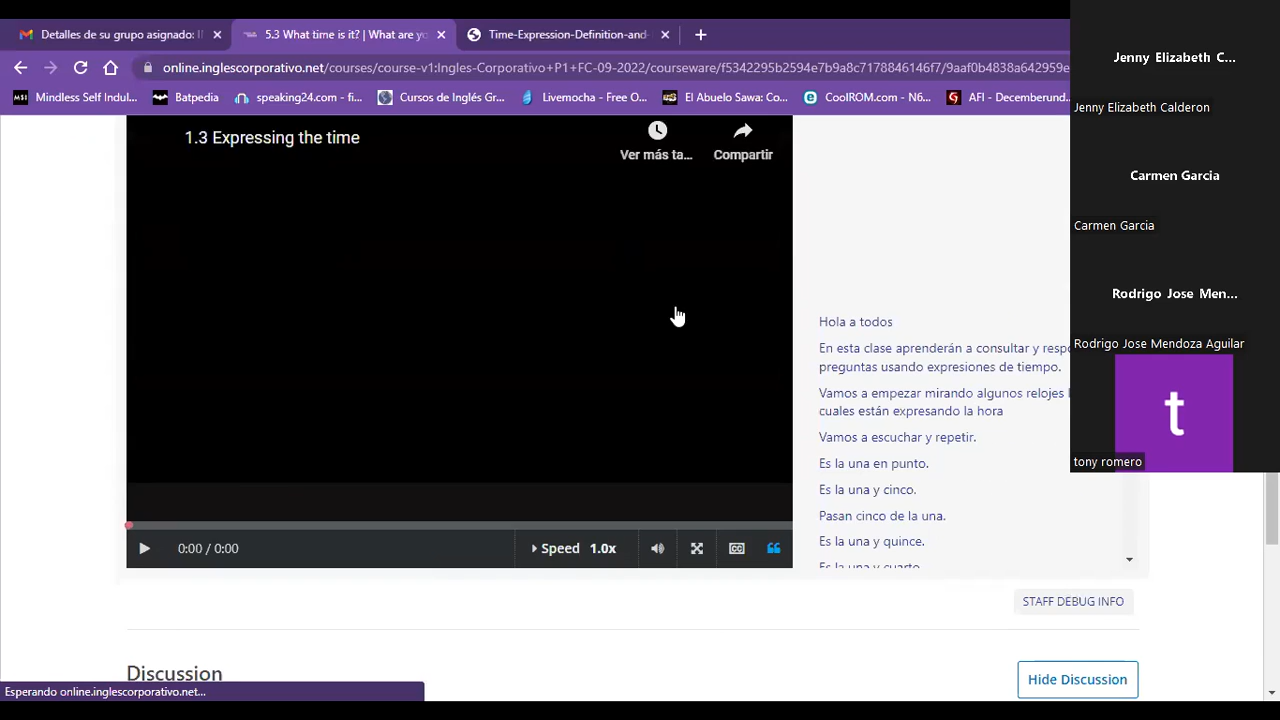 Detalles de su grupo asignado: I
5.3 What time is it? | What are yo
Time-Expression-Definition-and-
online.inglescorporativo.net/courses/course-v1:Ingles-Corporativo+P1+FC-09-2022/courseware/f5342295b2594e7b9a8c7178846146f7/9aaf0b4838a642959e
Mindless Self Indul...
Batpedia
speaking24.com - fi...
Cursos de Inglés Gr...
Livemocha - Free O...
El Abuelo Sawa: Co...
CoolROM.com - N6...
AFI - Decemberund
1.3 Expressing the time
Ver más ta...
Compartir
Hola a todos
En esta clase aprenderán a consultar y resp
preguntas usando expresiones de tiempo.
Vamos a empezar mirando algunos relojes
cuales están expresando la hora
Vamos a escuchar y repetir.
Es la una en punto.
Es la una y cinco.
Pasan cinco de la una.
Es la una y quince.
Es la una y cuarto.
0:00 / 0:00
Speed 1.0x
STAFF DEBUG INFO
Discussion
Hide Discussion
Esperando online.inglescorporativo.net...
Jenny Elizabeth C...
Jenny Elizabeth Calderon
Carmen Garcia
Carmen Garcia
Rodrigo Jose Men...
Rodrigo Jose Mendoza Aguilar
t
tony romero